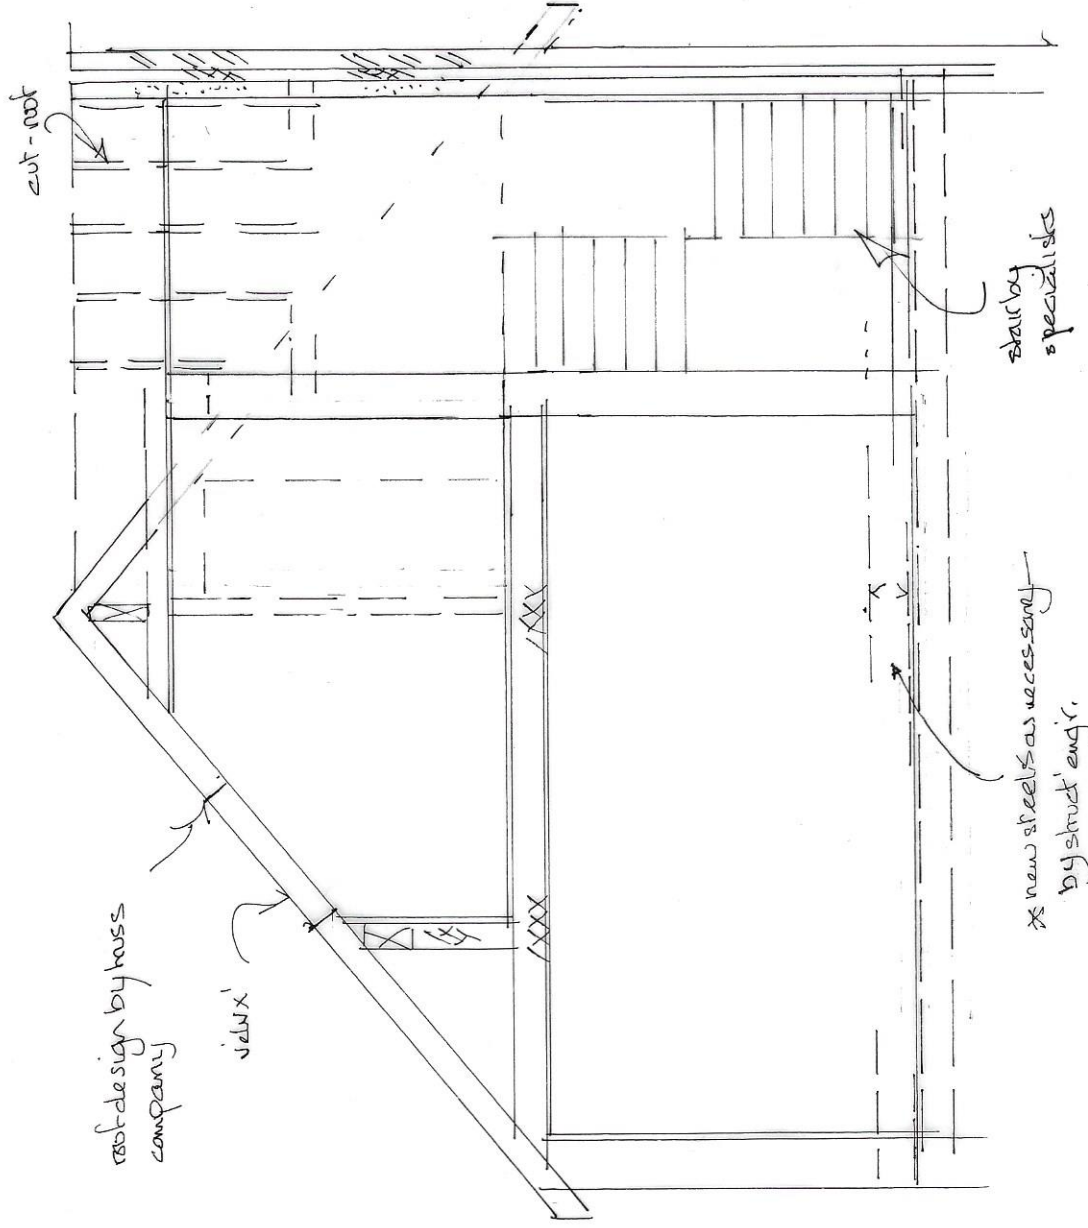 cut-roof
roof design by truss
company
'velux'
stair by
specialists
* new steels as necessary
by struct' engr.